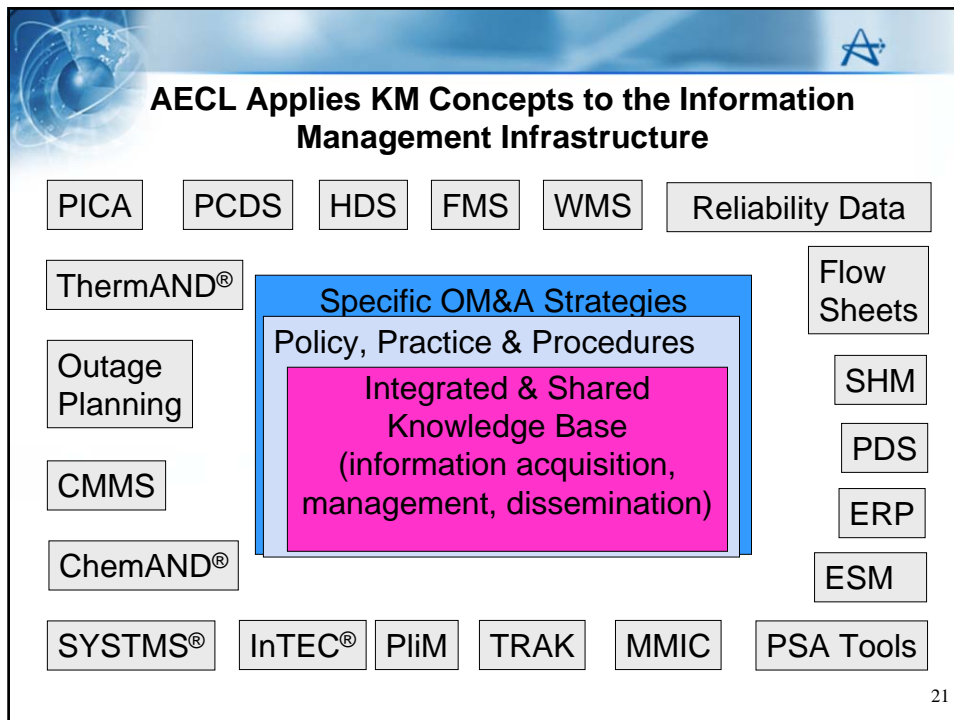 AECL Applies KM Concepts to the Information
Management Infrastructure
PICA
PCDS
HDS
FMS
WMS
Reliability Data
ThermAND®
Specific OM&A Strategies
Flow
Sheets
Policy, Practice & Procedures
Outage
Planning
Integrated & Shared
Knowledge Base
(information acquisition,
management, dissemination)
SHM
PDS
CMMS
ERP
ChemAND®
ESM
SYSTMS®
InTEC®
PliM
TRAK
MMIC
PSA Tools
21